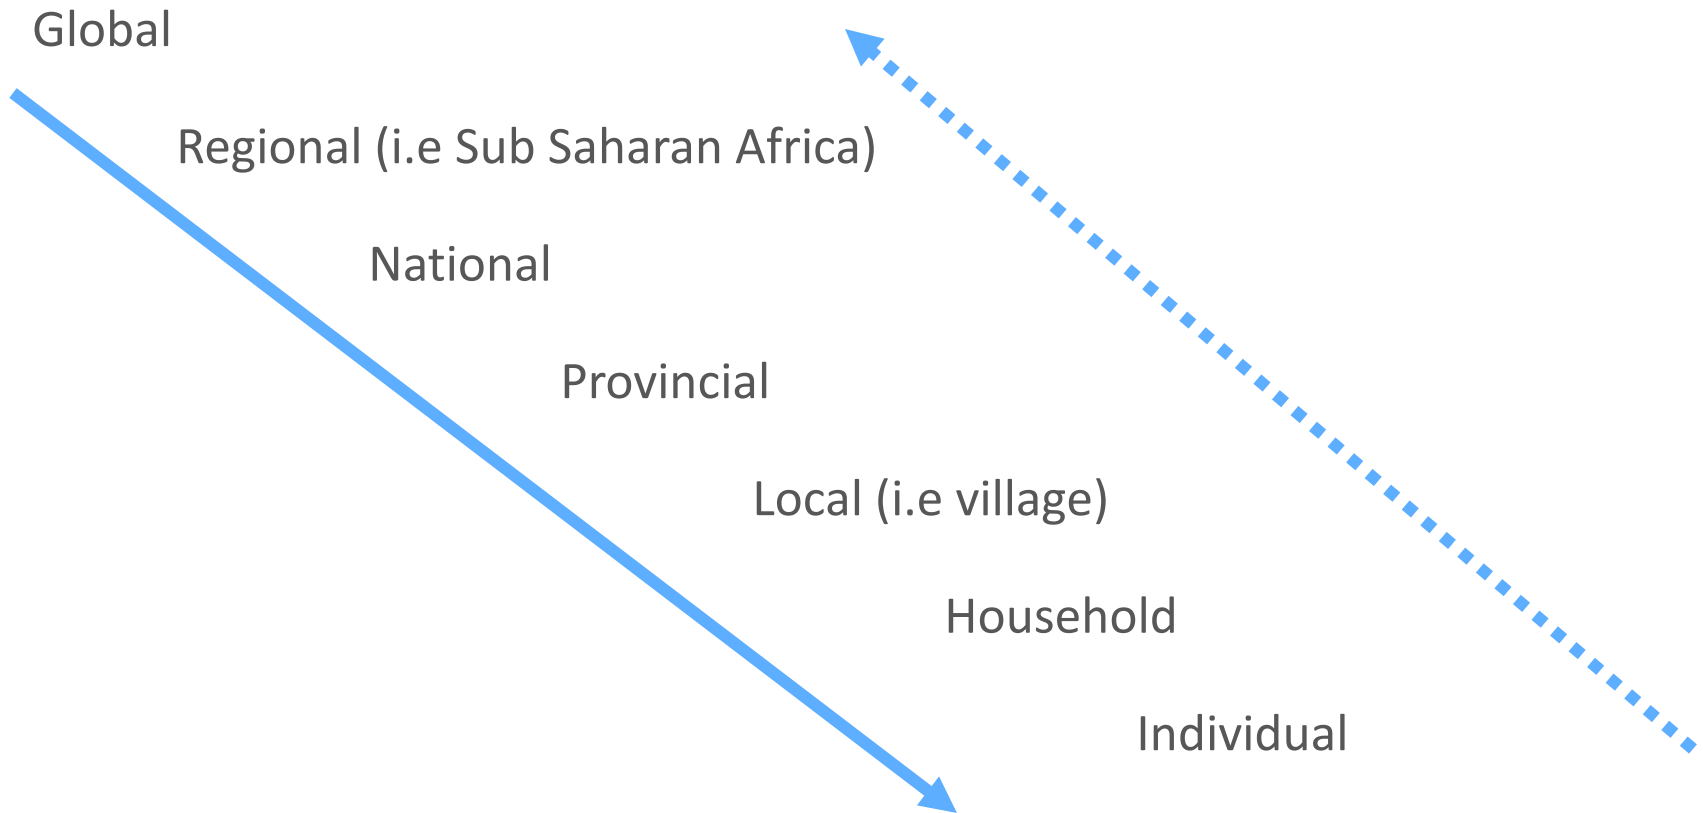 Global
Regional (i.e Sub Saharan Africa)
National
Provincial
Local (i.e village)
Household
Individual